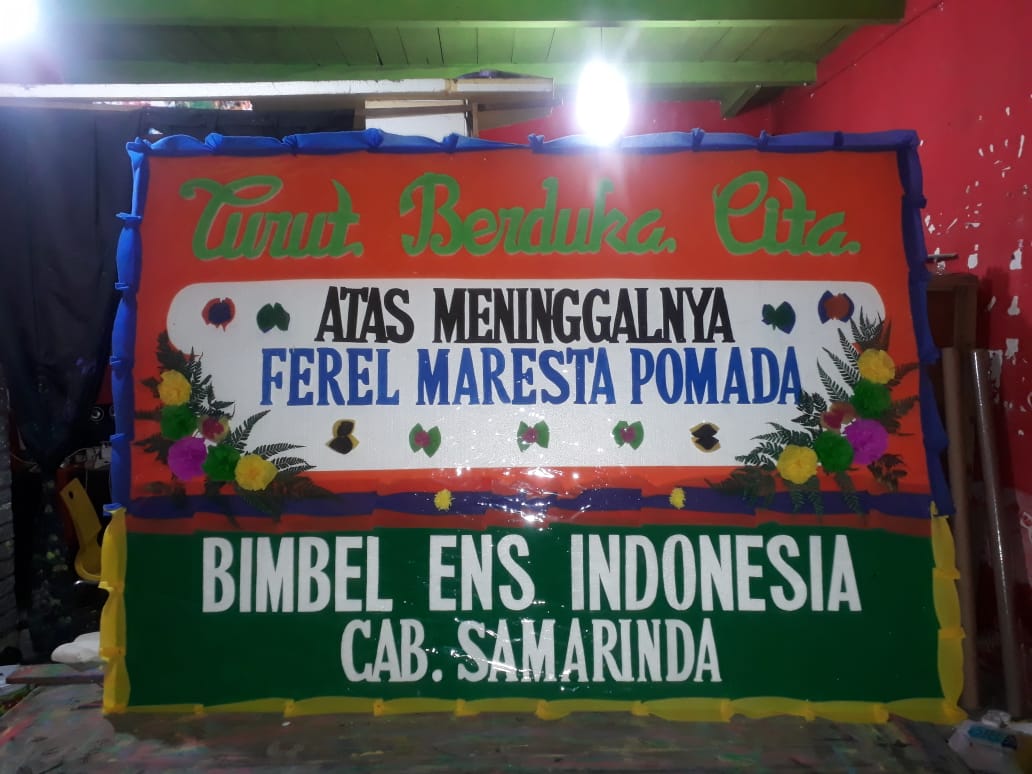 Turut. Berduka. Cita.
ATAS MENINGGALNYA
FEREL MARESTA POMADA
BIMBEL ENS INDONESIA
CAB. SAMARINDA